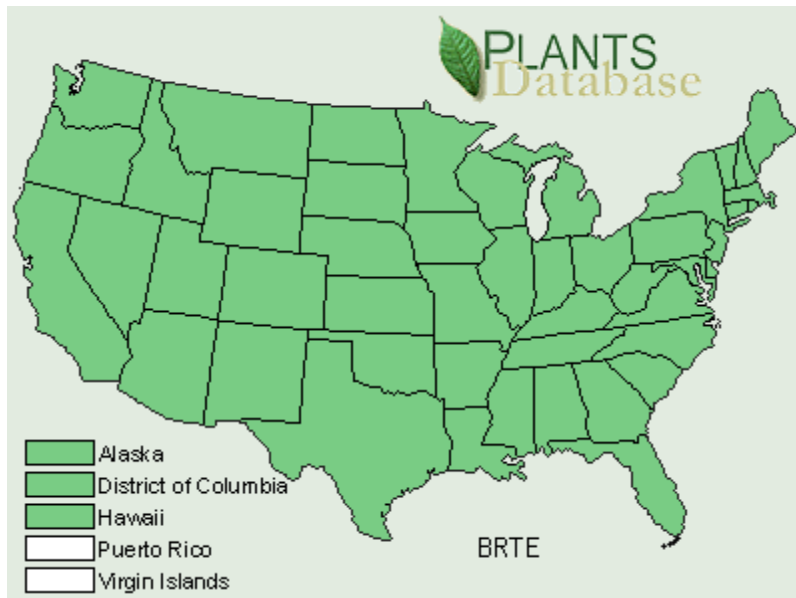 PLANTS
Database
Alaska
District of Columbia
Hawaii
Puerto Rico
Virgin Islands
BRTE